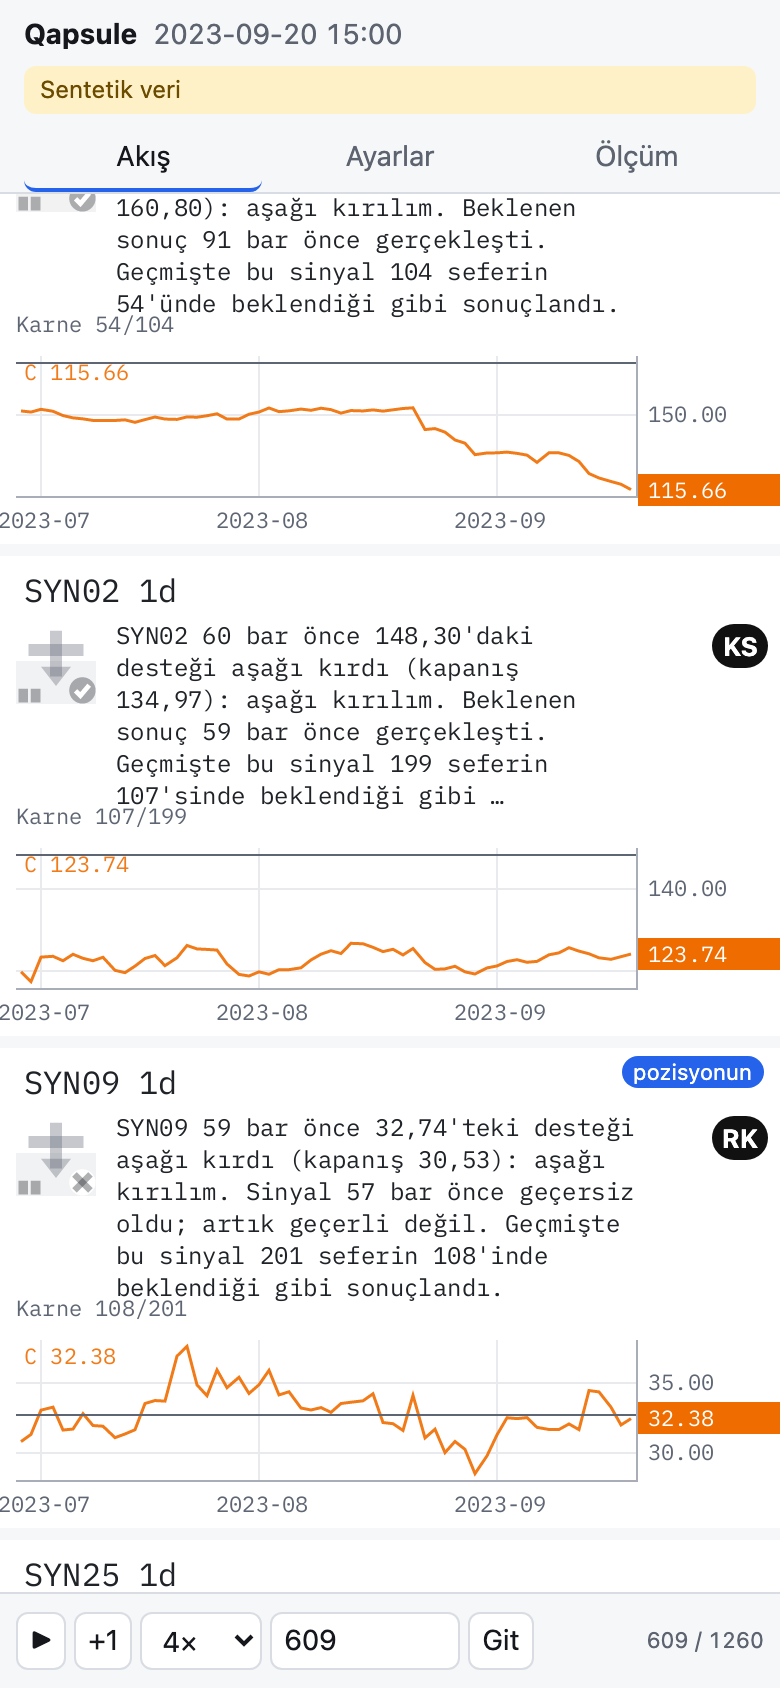 Qapsule 2023-09-20 15:00
Sentetik veri
Akış Ayarlar Ölçüm
160,80): aşağı kırılım. Beklenen
sonuç 91 bar önce gerçekleşti.
Geçmişte bu sinyal 104 seferin
54'ünde beklendiği gibi sonuçlandı.
Karne 54/104
C 115.66
150.00
115.66
2023-07 2023-08 2023-09
SYN02 1d
SYN02 60 bar önce 148,30'daki
desteği aşağı kırdı (kapanış
134,97): aşağı kırılım. Beklenen
sonuç 59 bar önce gerçekleşti.
Geçmişte bu sinyal 199 seferin
107'sinde beklendiği gibi …
KS
Karne 107/199
C 123.74
140.00
123.74
2023-07 2023-08 2023-09
SYN09 1d
pozisyonun
SYN09 59 bar önce 32,74'teki desteği
aşağı kırdı (kapanış 30,53): aşağı
kırılım. Sinyal 57 bar önce geçersiz
oldu; artık geçerli değil. Geçmişte
bu sinyal 201 seferin 108'inde
beklendiği gibi sonuçlandı.
RK
Karne 108/201
C 32.38
35.00
32.38
30.00
2023-07 2023-08 2023-09
SYN25 1d
+1 4× 609 Git 609 / 1260